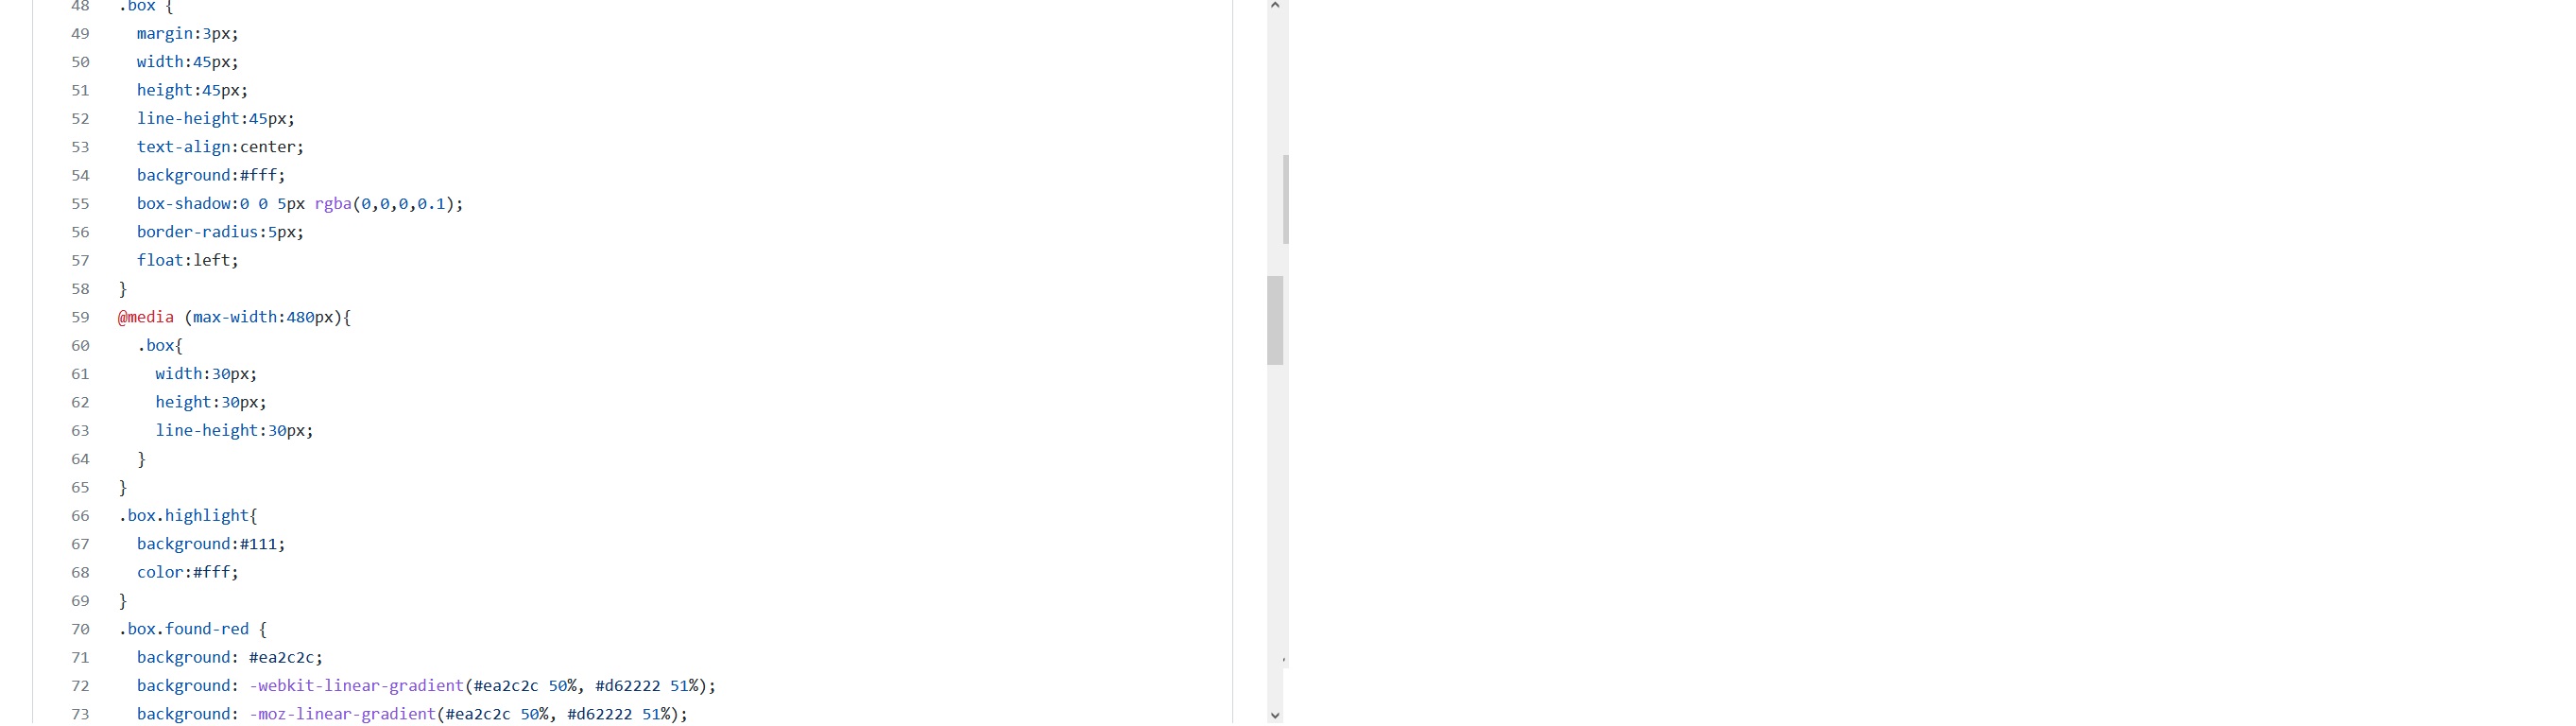 48 .box {
49 margin:3px;
50 width:45px;
51 height:45px;
52 line-height:45px;
53 text-align:center;
54 background:#fff;
55 box-shadow:0 0 5px rgba(0,0,0,0.1);
56 border-radius:5px;
57 float:left;
58 }
59 @media (max-width:480px){
60 .box{
61 width:30px;
62 height:30px;
63 line-height:30px;
64 }
65 }
66 .box.highlight{
67 background:#111;
68 color:#fff;
69 }
70 .box.found-red {
71 background: #ea2c2c;
72 background: -webkit-linear-gradient(#ea2c2c 50%, #d62222 51%);
73 background: -moz-linear-gradient(#ea2c2c 50%, #d62222 51%);